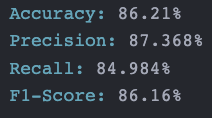 Accuracy: 86.21%
Precision: 87.368%
Recall: 84.984%
F1-Score: 86.16%